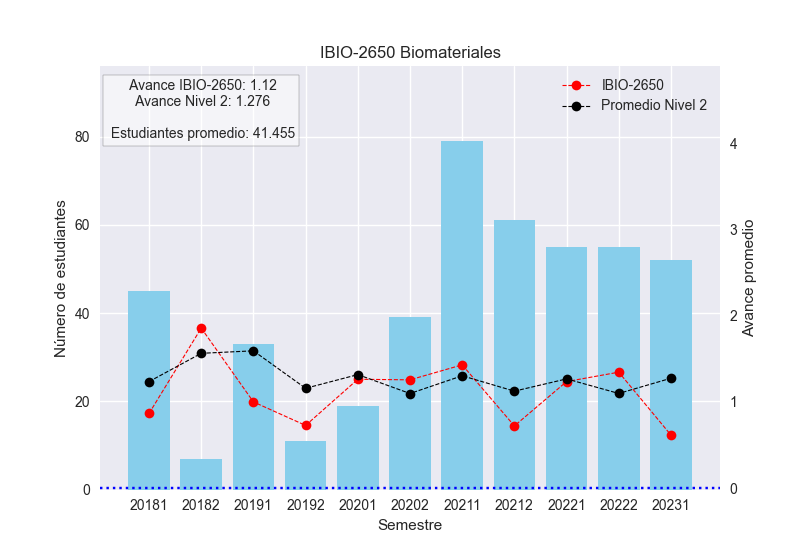 IBIO-2650 Biomateriales
Avance IBIO-2650: 1.12
Avance Nivel 2: 1.276
Estudiantes promedio: 41.455
IBIO-2650
Promedio Nivel 2
Número de estudiantes
80
60
40
20
0
Avance promedio
4
3
2
1
0
20181 20182 20191 20192 20201 20202 20211 20212 20221 20222 20231
Semestre